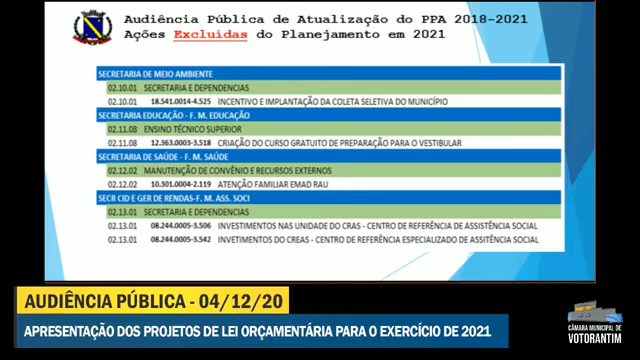 Audiência Pública de Atualização do PPA 2018-2021
Ações Excluídas do Planejamento em 2021
SECRETARIA DE MEIO AMBIENTE
02.10.01 SECRETARIA E DEPENDENCIAS
02.10.01 18.541.0014-4.525 INCENTIVO E IMPLANTAÇÃO DA COLETA SELETIVA DO MUNICÍPIO
SECRETARIA EDUCAÇÃO - F. M. EDUCAÇÃO
02.11.08 ENSINO TÉCNICO SUPERIOR
02.11.08 12.363.0003-3.518 CRIAÇÃO DO CURSO GRATUITO DE PREPARAÇÃO PARA O VESTIBULAR
SECRETARIA DE SAÚDE - F. M. SAÚDE
02.12.02 MANUTENÇÃO DE CONVÊNIO E RECURSOS EXTERNOS
02.12.02 10.301.0004-2.119 ATENÇÃO FAMILIAR EMAD RAU
SECR CID E GER DE RENDAS-F. M. ASS. SOCI
02.13.01 SECRETARIA E DEPENDENCIAS
02.13.01 08.244.0005-3.506 INVESTIMENTOS NAS UNIDADE DO CRAS - CENTRO DE REFERÊNCIA DE ASSISTÊNCIA SOCIAL
02.13.01 08.244.0005-3.542 INVETIMENTOS DO CREAS - CENTRO DE REFERÊNCIA ESPECIALIZADO DE ASSITÊNCIA SOCIAL
AUDIÊNCIA PÚBLICA - 04/12/20
APRESENTAÇÃO DOS PROJETOS DE LEI ORÇAMENTÁRIA PARA O EXERCÍCIO DE 2021
CÂMARA MUNICIPAL DE
VOTORANTIM